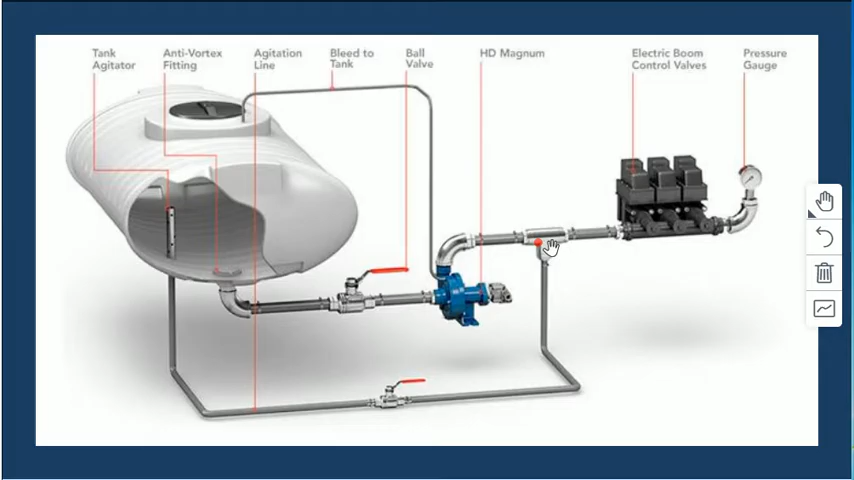 Tank
Agitator
Anti-Vortex
Fitting
Agitation
Line
Bleed to
Tank
Ball
Valve
HD Magnum
Electric Boom
Control Valves
Pressure
Gauge